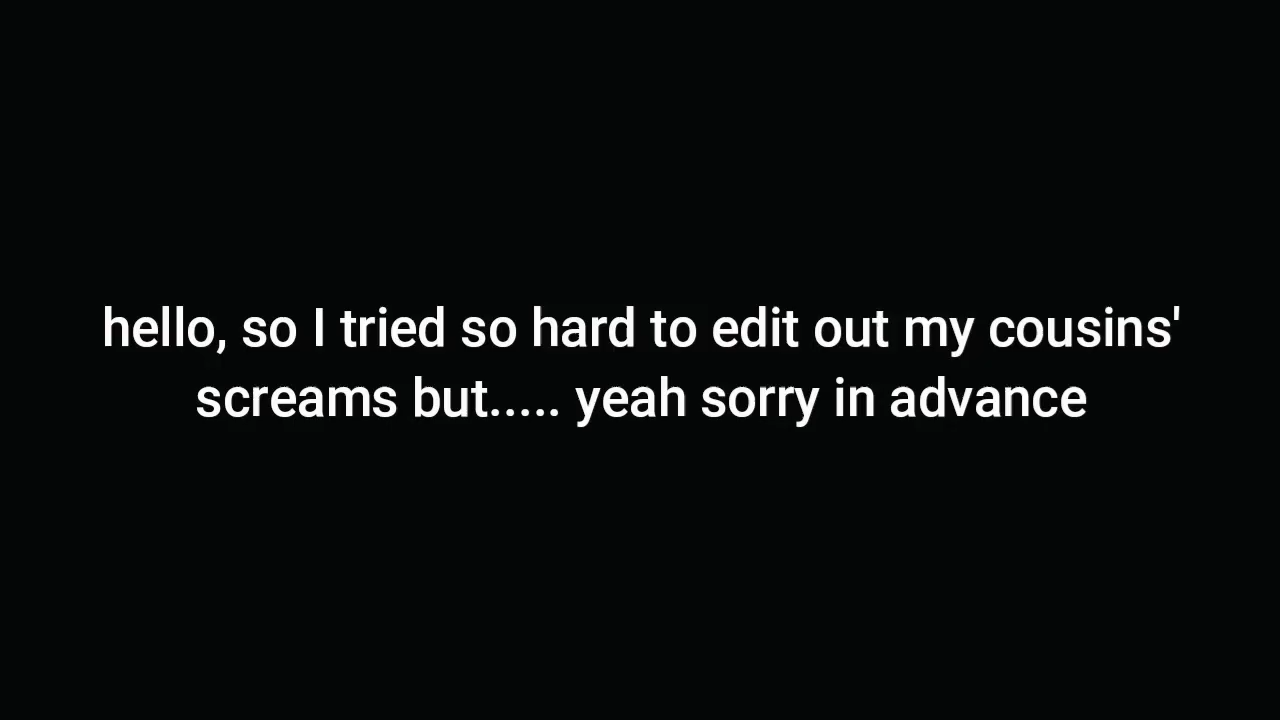 hello, so I tried so hard to edit out my cousins'
screams but..... yeah sorry in advance